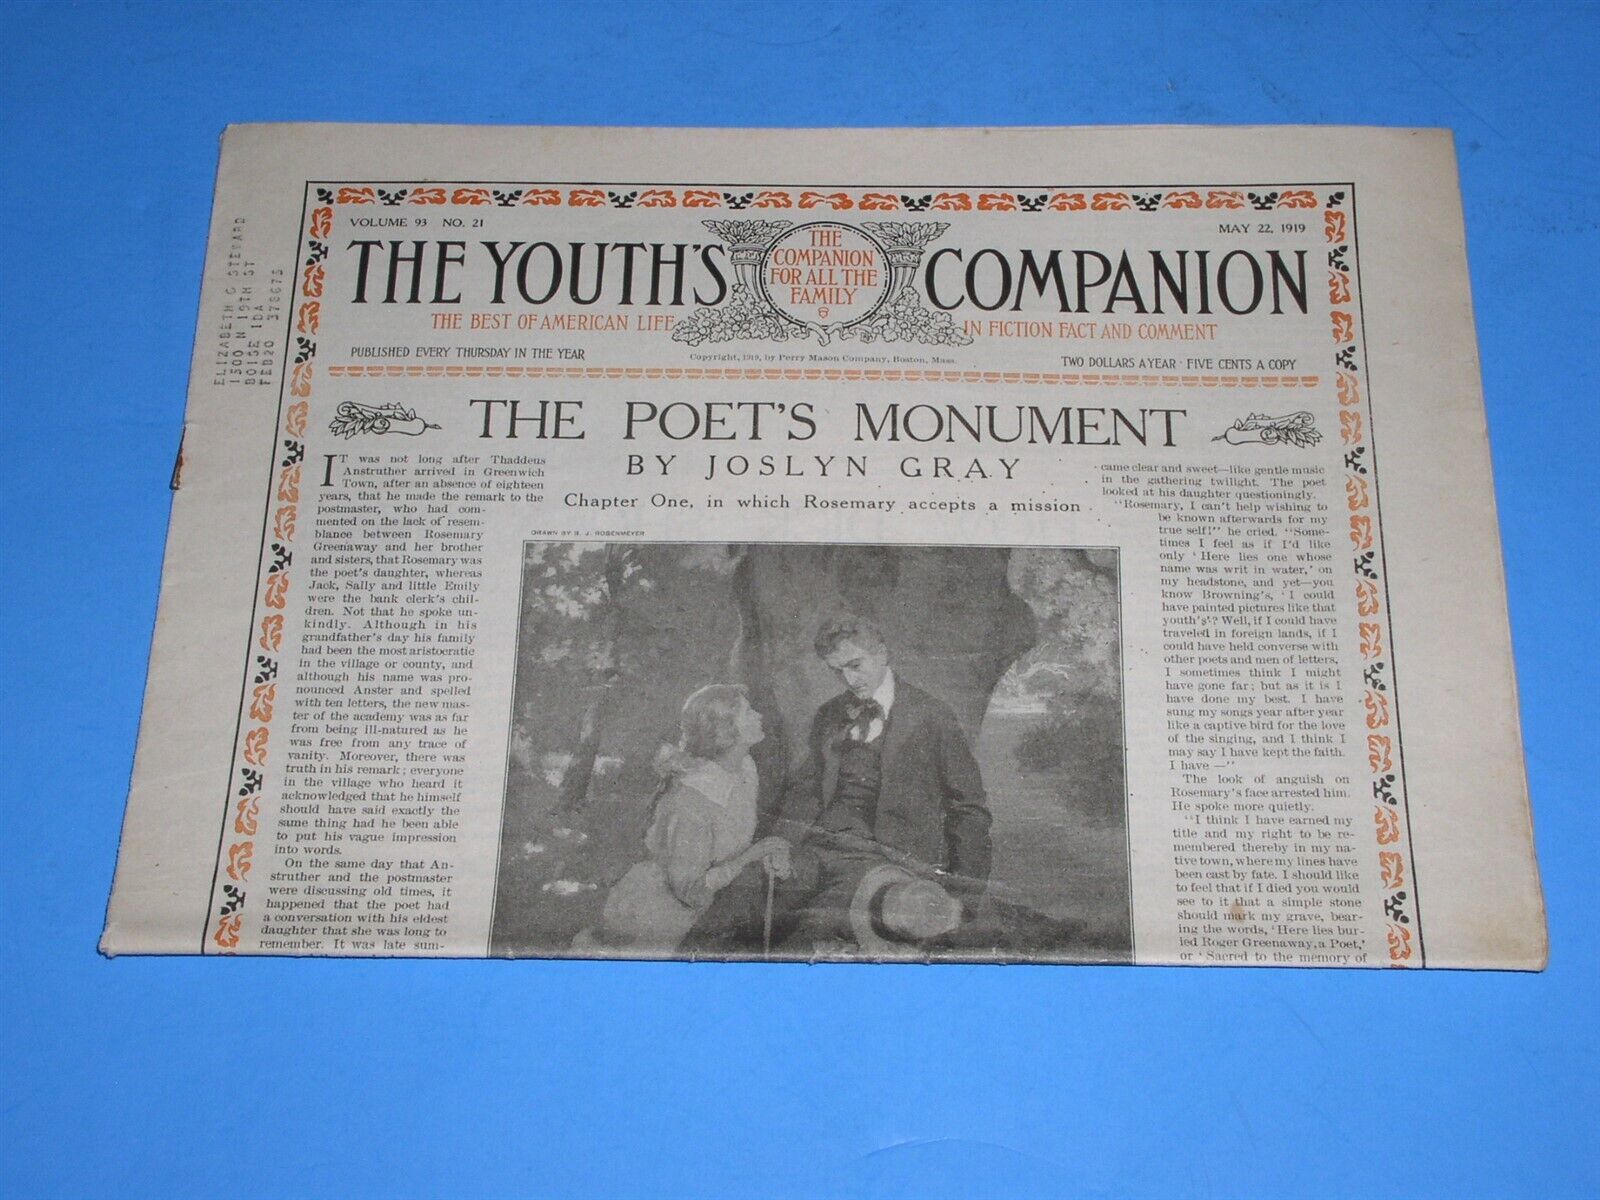 ELIZABETH C STEWARD
1500 N 19TH ST
BOISE IDA
FEB20
VOLUME 93 NO. 21
MAY 22, 1919
THE YOUTH'S COMPANION
THE
COMPANION
FOR ALL THE
FAMILY
THE BEST OF AMERICAN LIFE IN FICTION FACT AND COMMENT
PUBLISHED EVERY THURSDAY IN THE YEAR
Copyright, 1919, by Perry Mason Company, Boston, Mass.
TWO DOLLARS A YEAR · FIVE CENTS A COPY
THE POET'S MONUMENT
BY JOSLYN GRAY
Chapter One, in which Rosemary accepts a mission
DRAWN BY B. J. ROSENMEYER
IT was not long after Thaddeus
Anstruther arrived in Greenwich
Town, after an absence of eighteen
years, that he made the remark to the
postmaster, who had com-
mented on the lack of resem-
blance between Rosemary
Greenaway and her brother
and sisters, that Rosemary was
the poet's daughter, whereas
Jack, Sally and little Emily
were the bank clerk's chil-
dren. Not that he spoke un-
kindly. Although in his
grandfather's day his family
had been the most aristocratic
in the village or county, and
although his name was pro-
nounced Anster and spelled
with ten letters, the new mas-
ter of the academy was as far
from being ill-natured as he
was free from any trace of
vanity. Moreover, there was
truth in his remark; everyone
in the village who heard it
acknowledged that he himself
should have said exactly the
same thing had he been able
to put his vague impression
into words.
On the same day that An-
struther and the postmaster
were discussing old times, it
happened that the poet had
a conversation with his eldest
daughter that she was long to
remember. It was late sum-
came clear and sweet—like gentle music
in the gathering twilight. The poet
looked at his daughter questioningly.
"Rosemary, I can't help wishing to
be known afterwards for my
true self!" he cried. "Some-
times I feel as if I'd like
only 'Here lies one whose
name was writ in water,' on
my headstone, and yet—you
know Browning's, 'I could
have painted pictures like that
youth's'? Well, if I could have
traveled in foreign lands, if I
could have held converse with
other poets and men of letters,
I sometimes think I might
have gone far; but as it is I
have done my best. I have
sung my songs year after year
like a captive bird for the love
of the singing, and I think I
may say I have kept the faith.
I have —"
The look of anguish on
Rosemary's face arrested him.
He spoke more quietly.
"I think I have earned my
title and my right to be re-
membered thereby in my na-
tive town, where my lines have
been cast by fate. I should like
to feel that if I died you would
see to it that a simple stone
should mark my grave, bear-
ing the words, 'Here lies bur-
ied Roger Greenaway, a Poet,'
or 'Sacred to the memory of